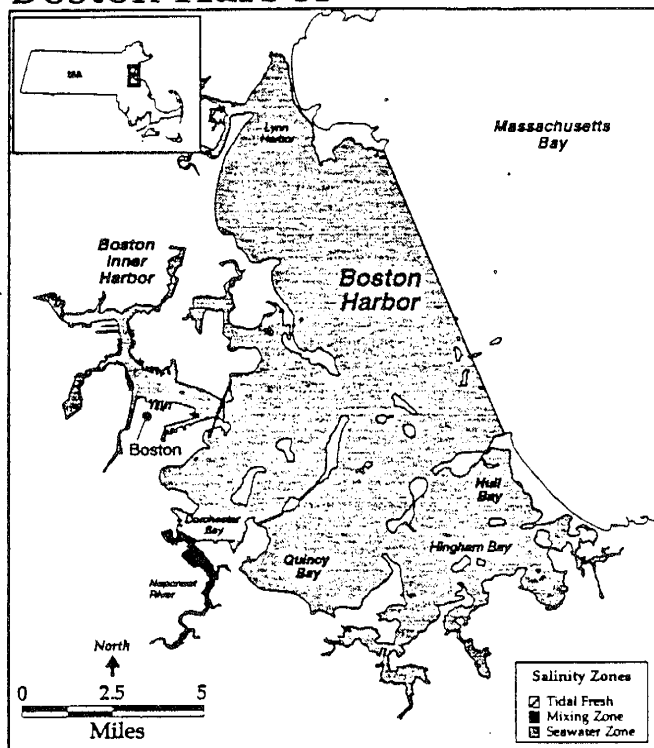 Boston Harbor
MA
Lynn
Harbor
Massachusetts
Bay
Boston
Inner
Harbor
Boston
Harbor
Boston
Hull
Bay
Dorchester
Bay
Hingham Bay
Quincy
Bay
Neponset
River
North
0 2.5 5
Miles
Salinity Zones
Tidal Fresh
Mixing Zone
Seawater Zone